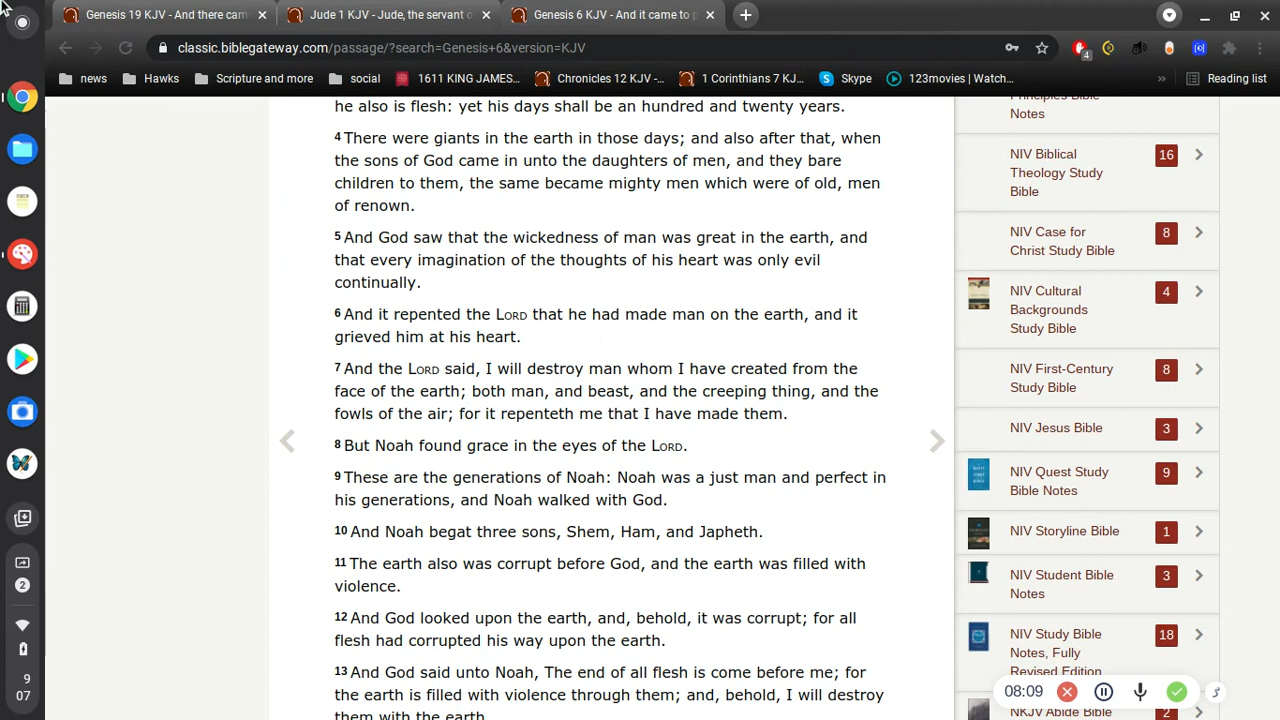 Genesis 19 KJV - And there cam
Jude 1 KJV - Jude, the servant o
Genesis 6 KJV - And it came to p
classic.biblegateway.com/passage/?search=Genesis+6&version=KJV
4
news
Hawks
Scripture and more
social
1611 KING JAMES...
Chronicles 12 KJV -...
1 Corinthians 7 KJ...
Skype
123movies | Watch...
»
Reading list
he also is flesh: yet his days shall be an hundred and twenty years.
4 There were giants in the earth in those days; and also after that, when
the sons of God came in unto the daughters of men, and they bare
children to them, the same became mighty men which were of old, men
of renown.
5 And God saw that the wickedness of man was great in the earth, and
that every imagination of the thoughts of his heart was only evil
continually.
6 And it repented the LORD that he had made man on the earth, and it
grieved him at his heart.
7 And the LORD said, I will destroy man whom I have created from the
face of the earth; both man, and beast, and the creeping thing, and the
fowls of the air; for it repenteth me that I have made them.
8 But Noah found grace in the eyes of the LORD.
9 These are the generations of Noah: Noah was a just man and perfect in
his generations, and Noah walked with God.
10 And Noah begat three sons, Shem, Ham, and Japheth.
11 The earth also was corrupt before God, and the earth was filled with
violence.
12 And God looked upon the earth, and, behold, it was corrupt; for all
flesh had corrupted his way upon the earth.
13 And God said unto Noah, The end of all flesh is come before me; for
the earth is filled with violence through them; and, behold, I will destroy
them with the earth.
Principles Bible
Notes
NIV Biblical
Theology Study
Bible
16
NIV Case for
Christ Study Bible
8
NIV Cultural
Backgrounds
Study Bible
4
NIV First-Century
Study Bible
8
NIV Jesus Bible
3
NIV Quest Study
Bible Notes
9
NIV Storyline Bible
1
NIV Student Bible
Notes
3
NIV Study Bible
Notes, Fully
Revised Edition
18
NKJV Abide Bible
2
08:09
2
9
07